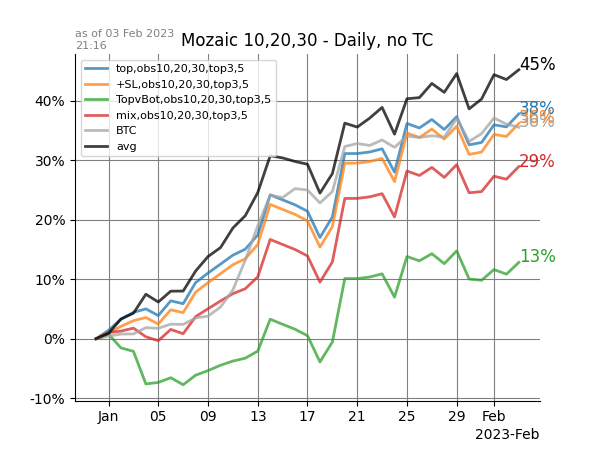 as of 03 Feb 2023
21:16
Mozaic 10,20,30 - Daily, no TC
top,obs10,20,30,top3,5
+SL,obs10,20,30,top3,5
TopvBot,obs10,20,30,top3,5
mix,obs10,20,30,top3,5
BTC
avg
45%
38%
36%
29%
13%
40%
30%
20%
10%
0%
-10%
Jan
05
09
13
17
21
25
29
Feb
2023-Feb